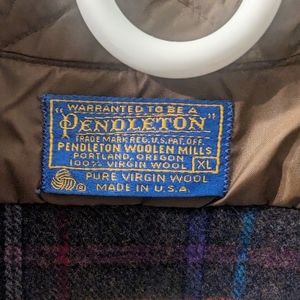 WARRANTED TO BE A
"PENDLETON"
TRADE MARK REG. U.S. PAT. OFF.
PENDLETON WOOLEN MILLS
PORTLAND, OREGON
100% VIRGIN WOOL XL
PURE VIRGIN WOOL
MADE IN U.S.A.